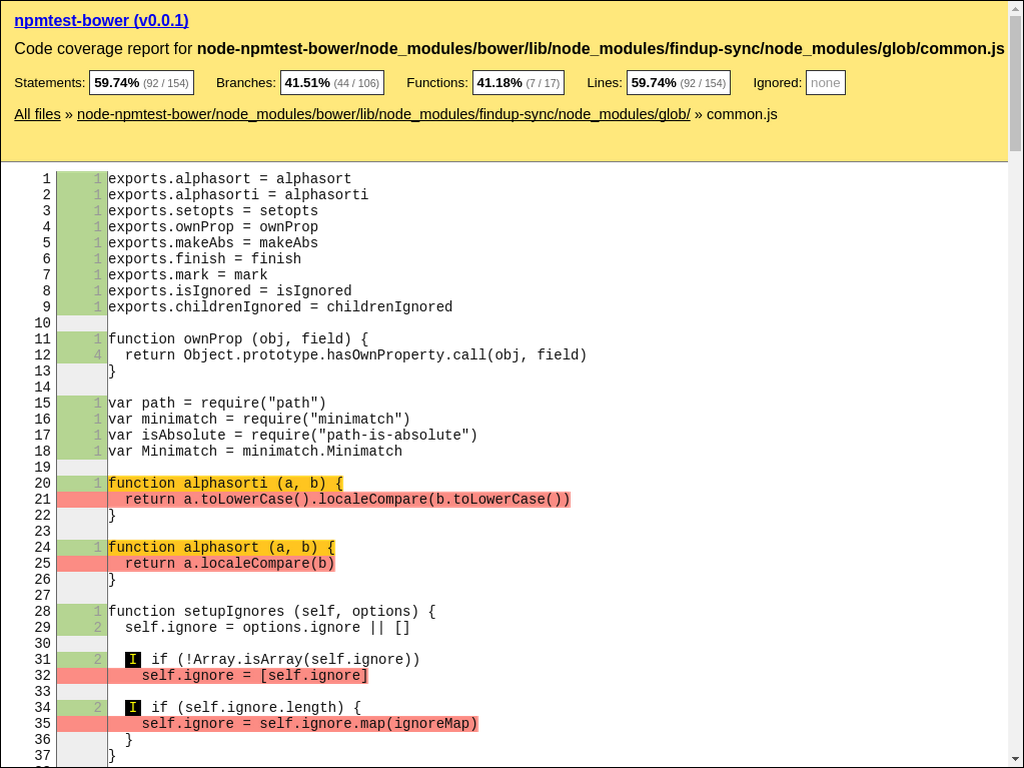 npmtest-bower (v0.0.1)
Code coverage report for node-npmtest-bower/node_modules/bower/lib/node_modules/findup-sync/node_modules/glob/common.js
Statements: 59.74% (92 / 154) Branches: 41.51% (44 / 106) Functions: 41.18% (7 / 17) Lines: 59.74% (92 / 154) Ignored: none
All files » node-npmtest-bower/node_modules/bower/lib/node_modules/findup-sync/node_modules/glob/ » common.js
1 1 exports.alphasort = alphasort
2 1 exports.alphasorti = alphasorti
3 1 exports.setopts = setopts
4 1 exports.ownProp = ownProp
5 1 exports.makeAbs = makeAbs
6 1 exports.finish = finish
7 1 exports.mark = mark
8 1 exports.isIgnored = isIgnored
9 1 exports.childrenIgnored = childrenIgnored
10
11 1 function ownProp (obj, field) {
12 4 return Object.prototype.hasOwnProperty.call(obj, field)
13 }
14
15 1 var path = require("path")
16 1 var minimatch = require("minimatch")
17 1 var isAbsolute = require("path-is-absolute")
18 1 var Minimatch = minimatch.Minimatch
19
20 1 function alphasorti (a, b) {
21 return a.toLowerCase().localeCompare(b.toLowerCase())
22 }
23
24 1 function alphasort (a, b) {
25 return a.localeCompare(b)
26 }
27
28 1 function setupIgnores (self, options) {
29 2 self.ignore = options.ignore || []
30
31 2 I if (!Array.isArray(self.ignore))
32 self.ignore = [self.ignore]
33
34 2 I if (self.ignore.length) {
35 self.ignore = self.ignore.map(ignoreMap)
36 }
37 }